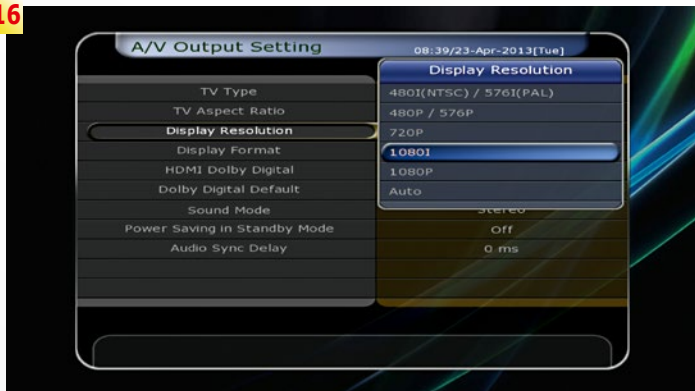 16
A/V Output Setting
08:39/23-Apr-2013[Tue]
Display Resolution
TV Type
480I(NTSC) / 576I(PAL)
TV Aspect Ratio
480P / 576P
Display Resolution
720P
Display Format
1080I
HDMI Dolby Digital
1080P
Dolby Digital Default
Auto
Sound Mode
Stereo
Power Saving in Standby Mode
Off
Audio Sync Delay
0 ms